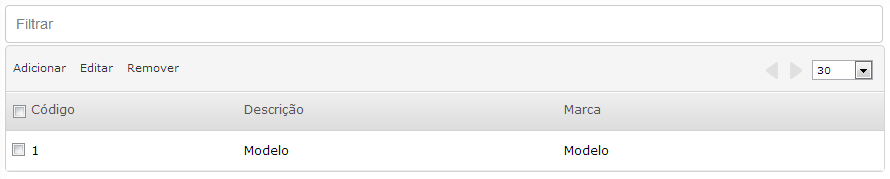 Filtrar
Adicionar Editar Remover 30
Código Descrição Marca
1 Modelo Modelo